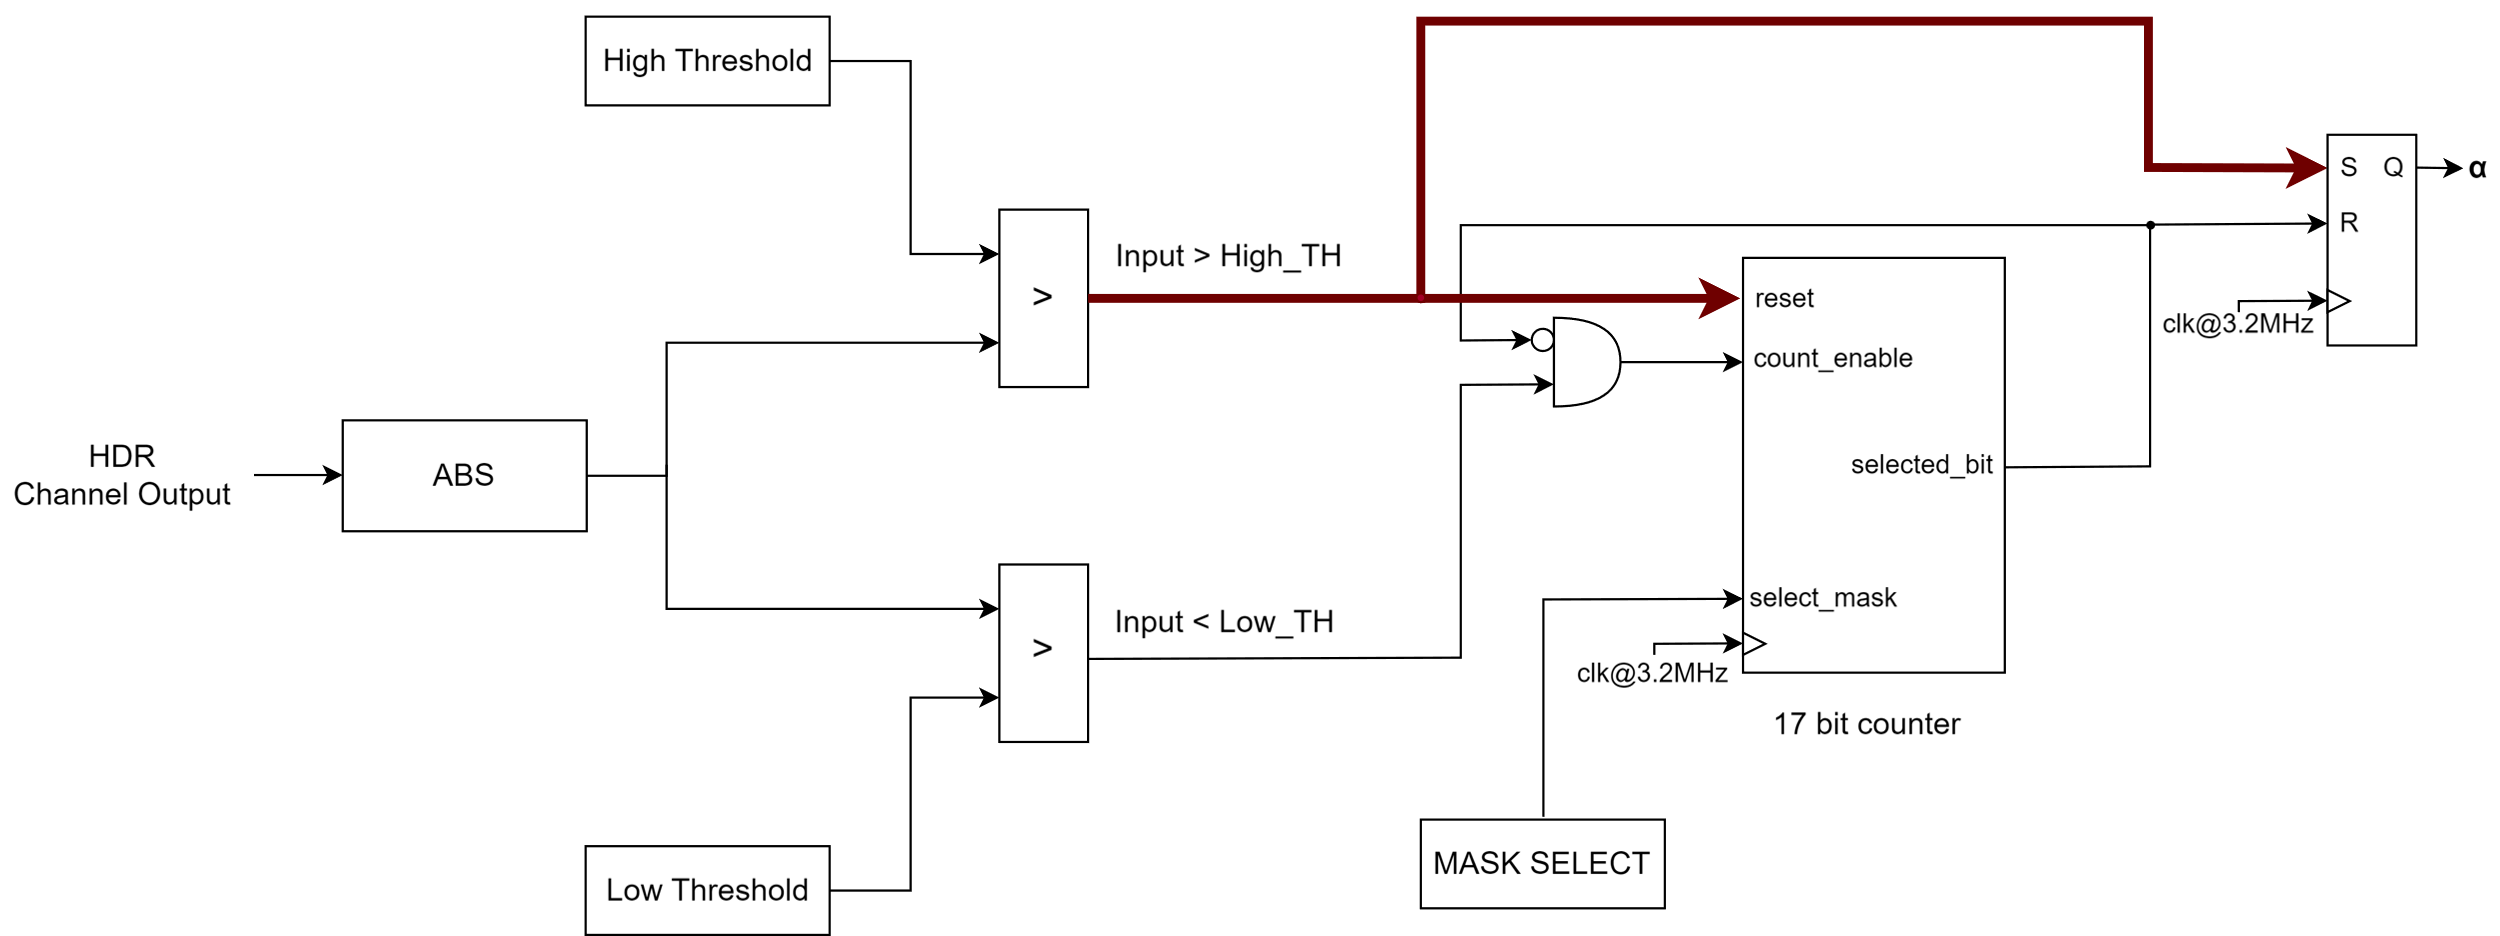 High Threshold
S
Q
α
R
Input > High_TH
>
reset
clk@3.2MHz
count_enable
HDR
Channel Output
ABS
selected_bit
select_mask
Input < Low_TH
>
clk@3.2MHz
17 bit counter
MASK SELECT
Low Threshold